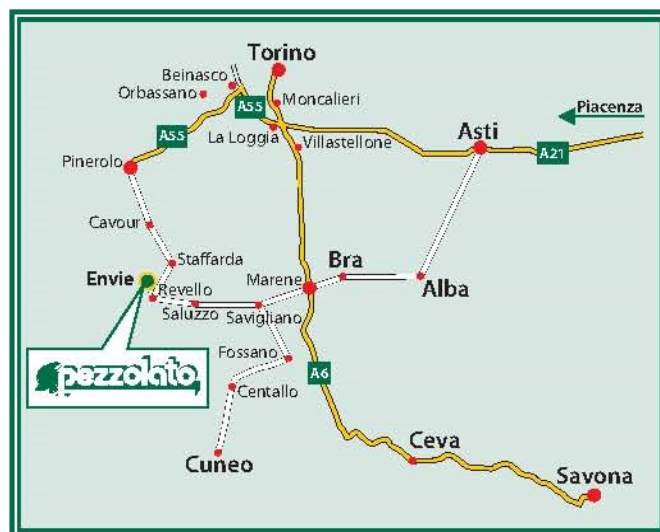 Torino
Beinasco
Orbassano
A55
Moncalieri
Piacenza
A55
La Loggia
Villastellone
Asti
A21
Pinerolo
Cavour
Staffarda
Envie
Revello
Marene
Bra
Alba
Saluzzo
Savigliano
pezzolato
Fossano
A6
Centallo
Cuneo
Ceva
Savona